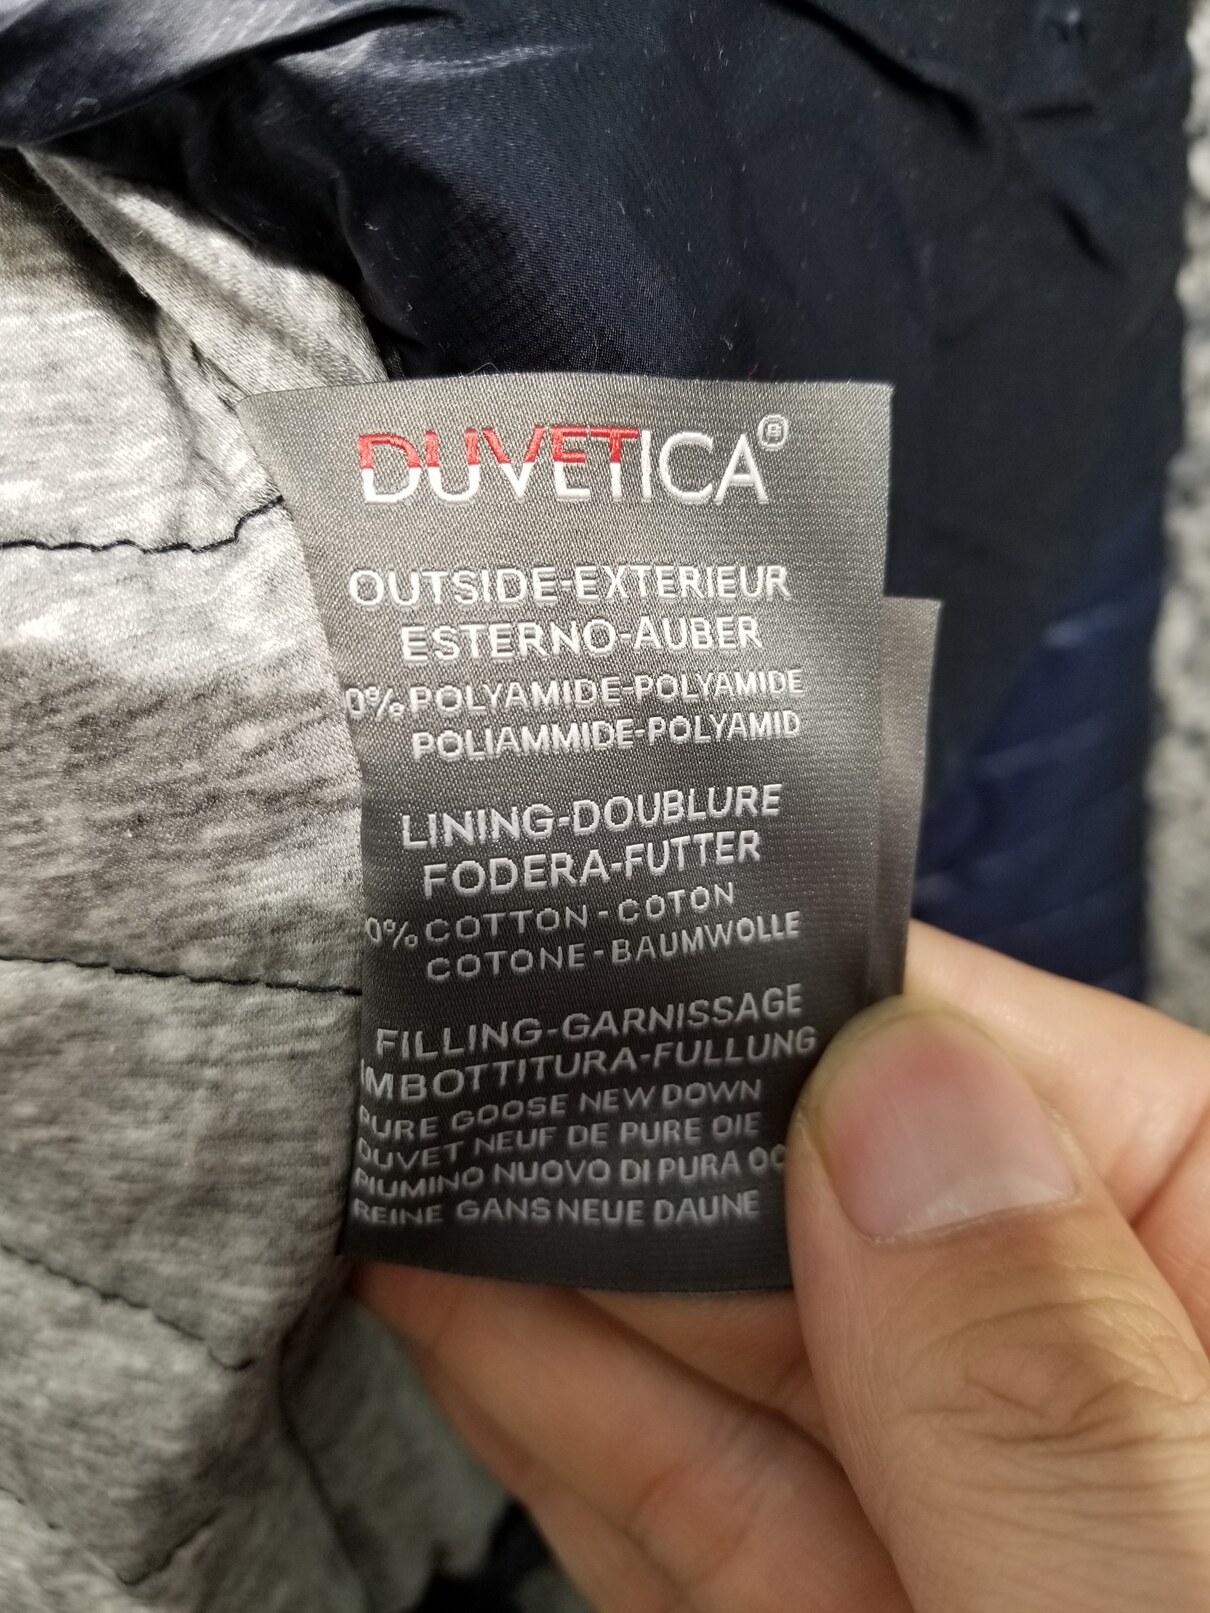 DUVETICA®
OUTSIDE-EXTERIEUR
ESTERNO-AUBER
0% POLYAMIDE-POLYAMIDE
POLIAMMIDE-POLYAMID
LINING-DOUBLURE
FODERA-FUTTER
0% COTTON-COTON
COTONE-BAUMWOLLE
FILLING-GARNISSAGE
IMBOTTITURA-FULLUNG
PURE GOOSE NEW DOWN
DUVET NEUF DE PURE OIE
PIUMINO NUOVO DI PURA OC
REINE GANS NEUE DAUNE